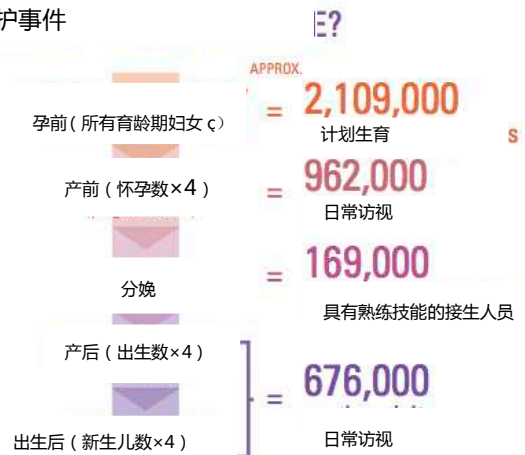 护事件
E?
APPROX.
孕前(所有育龄期妇女 ç)
= 2,109,000
计划生育
S
产前(怀孕数×4)
= 962,000
日常访视
分娩
= 169,000
具有熟练技能的接生人员
产后(出生数×4)
= 676,000
出生后(新生儿数×4)
日常访视